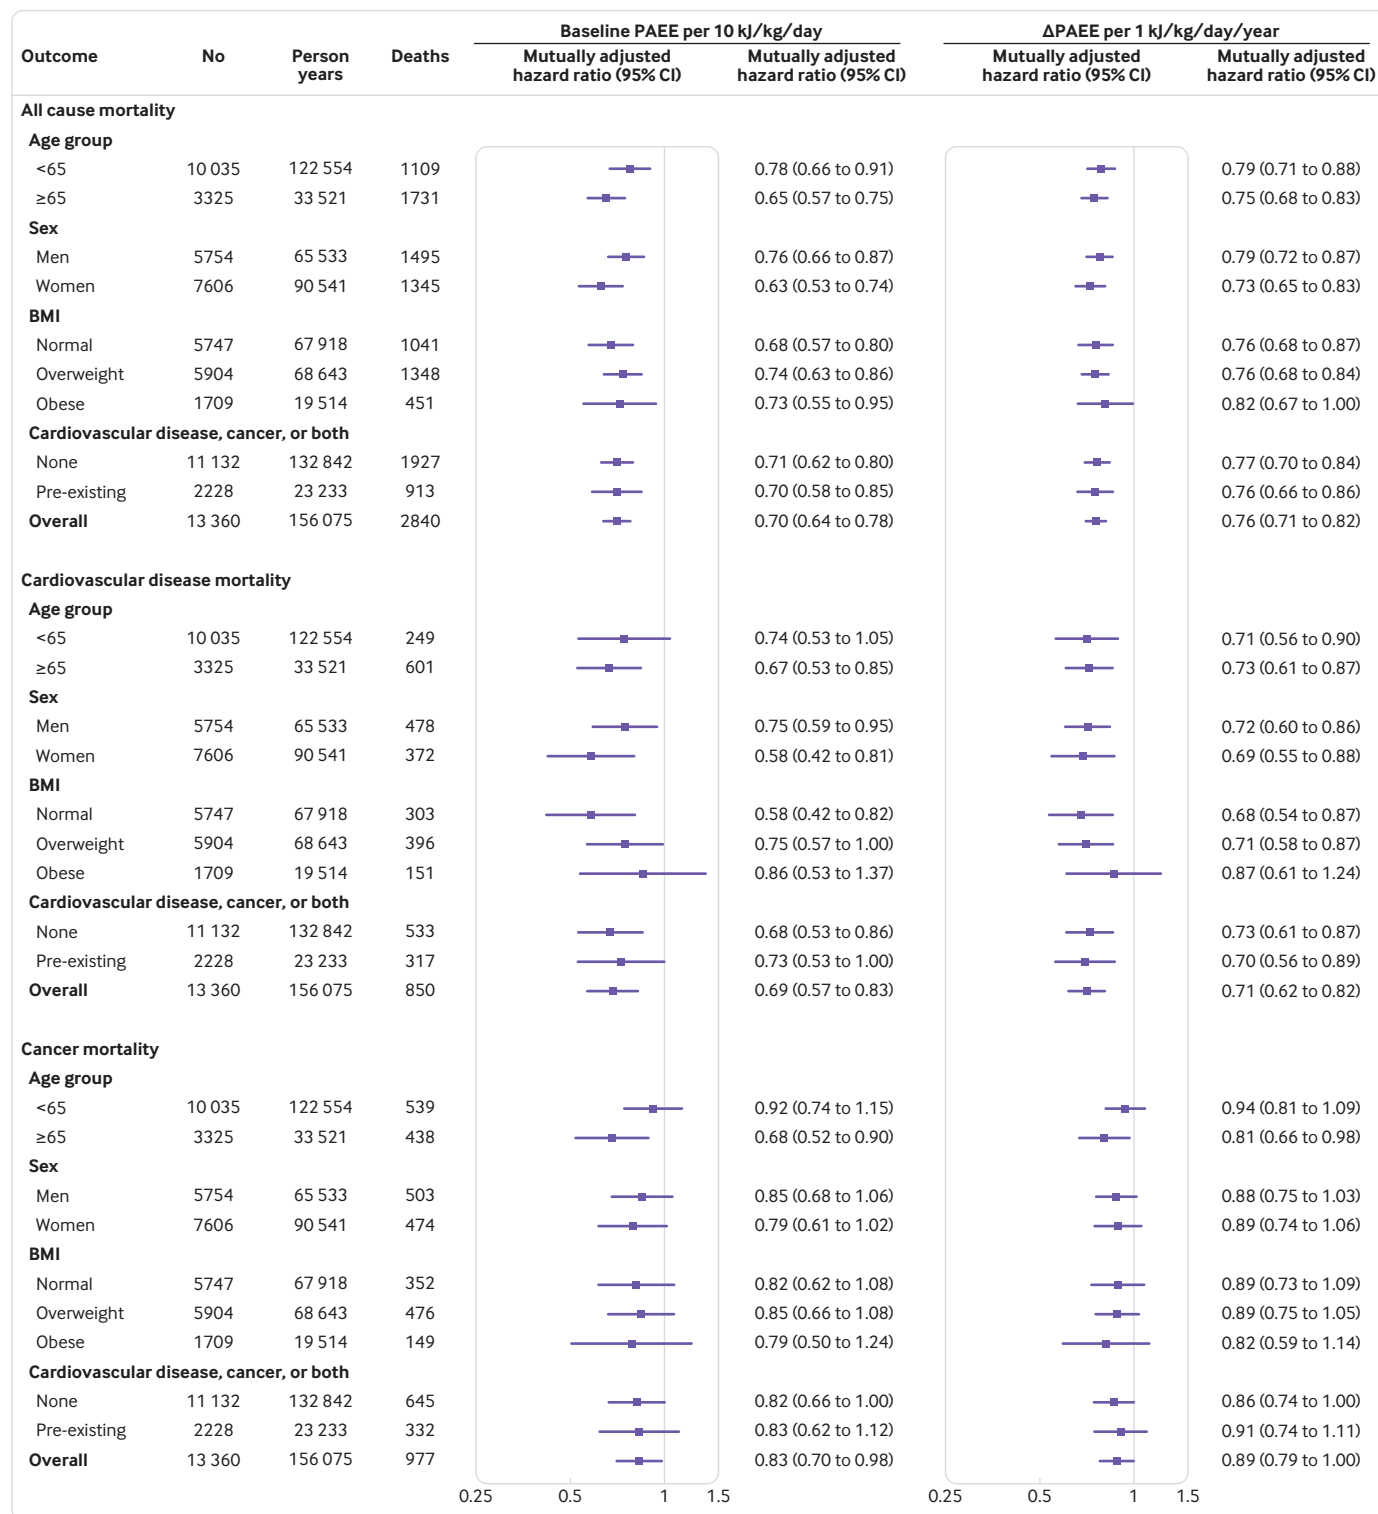 Baseline PAEE per 10 kJ/kg/day ΔPAEE per 1 kJ/kg/day/year
Outcome No Person years Deaths Mutually adjusted hazard ratio (95% CI) Mutually adjusted hazard ratio (95% CI) Mutually adjusted hazard ratio (95% CI) Mutually adjusted hazard ratio (95% CI)
All cause mortality
Age group
<65 10 035 122 554 1109 0.78 (0.66 to 0.91) 0.79 (0.71 to 0.88)
≥65 3325 33 521 1731 0.65 (0.57 to 0.75) 0.75 (0.68 to 0.83)
Sex
Men 5754 65 533 1495 0.76 (0.66 to 0.87) 0.79 (0.72 to 0.87)
Women 7606 90 541 1345 0.63 (0.53 to 0.74) 0.73 (0.65 to 0.83)
BMI
Normal 5747 67 918 1041 0.68 (0.57 to 0.80) 0.76 (0.68 to 0.87)
Overweight 5904 68 643 1348 0.74 (0.63 to 0.86) 0.76 (0.68 to 0.84)
Obese 1709 19 514 451 0.73 (0.55 to 0.95) 0.82 (0.67 to 1.00)
Cardiovascular disease, cancer, or both
None 11 132 132 842 1927 0.71 (0.62 to 0.80) 0.77 (0.70 to 0.84)
Pre-existing 2228 23 233 913 0.70 (0.58 to 0.85) 0.76 (0.66 to 0.86)
Overall 13 360 156 075 2840 0.70 (0.64 to 0.78) 0.76 (0.71 to 0.82)
Cardiovascular disease mortality
Age group
<65 10 035 122 554 249 0.74 (0.53 to 1.05) 0.71 (0.56 to 0.90)
≥65 3325 33 521 601 0.67 (0.53 to 0.85) 0.73 (0.61 to 0.87)
Sex
Men 5754 65 533 478 0.75 (0.59 to 0.95) 0.72 (0.60 to 0.86)
Women 7606 90 541 372 0.58 (0.42 to 0.81) 0.69 (0.55 to 0.88)
BMI
Normal 5747 67 918 303 0.58 (0.42 to 0.82) 0.68 (0.54 to 0.87)
Overweight 5904 68 643 396 0.75 (0.57 to 1.00) 0.71 (0.58 to 0.87)
Obese 1709 19 514 151 0.86 (0.53 to 1.37) 0.87 (0.61 to 1.24)
Cardiovascular disease, cancer, or both
None 11 132 132 842 533 0.68 (0.53 to 0.86) 0.73 (0.61 to 0.87)
Pre-existing 2228 23 233 317 0.73 (0.53 to 1.00) 0.70 (0.56 to 0.89)
Overall 13 360 156 075 850 0.69 (0.57 to 0.83) 0.71 (0.62 to 0.82)
Cancer mortality
Age group
<65 10 035 122 554 539 0.92 (0.74 to 1.15) 0.94 (0.81 to 1.09)
≥65 3325 33 521 438 0.68 (0.52 to 0.90) 0.81 (0.66 to 0.98)
Sex
Men 5754 65 533 503 0.85 (0.68 to 1.06) 0.88 (0.75 to 1.03)
Women 7606 90 541 474 0.79 (0.61 to 1.02) 0.89 (0.74 to 1.06)
BMI
Normal 5747 67 918 352 0.82 (0.62 to 1.08) 0.89 (0.73 to 1.09)
Overweight 5904 68 643 476 0.85 (0.66 to 1.08) 0.89 (0.75 to 1.05)
Obese 1709 19 514 149 0.79 (0.50 to 1.24) 0.82 (0.59 to 1.14)
Cardiovascular disease, cancer, or both
None 11 132 132 842 645 0.82 (0.66 to 1.00) 0.86 (0.74 to 1.00)
Pre-existing 2228 23 233 332 0.83 (0.62 to 1.12) 0.91 (0.74 to 1.11)
Overall 13 360 156 075 977 0.83 (0.70 to 0.98) 0.89 (0.79 to 1.00)
0.25 0.5 1 1.5 0.25 0.5 1 1.5